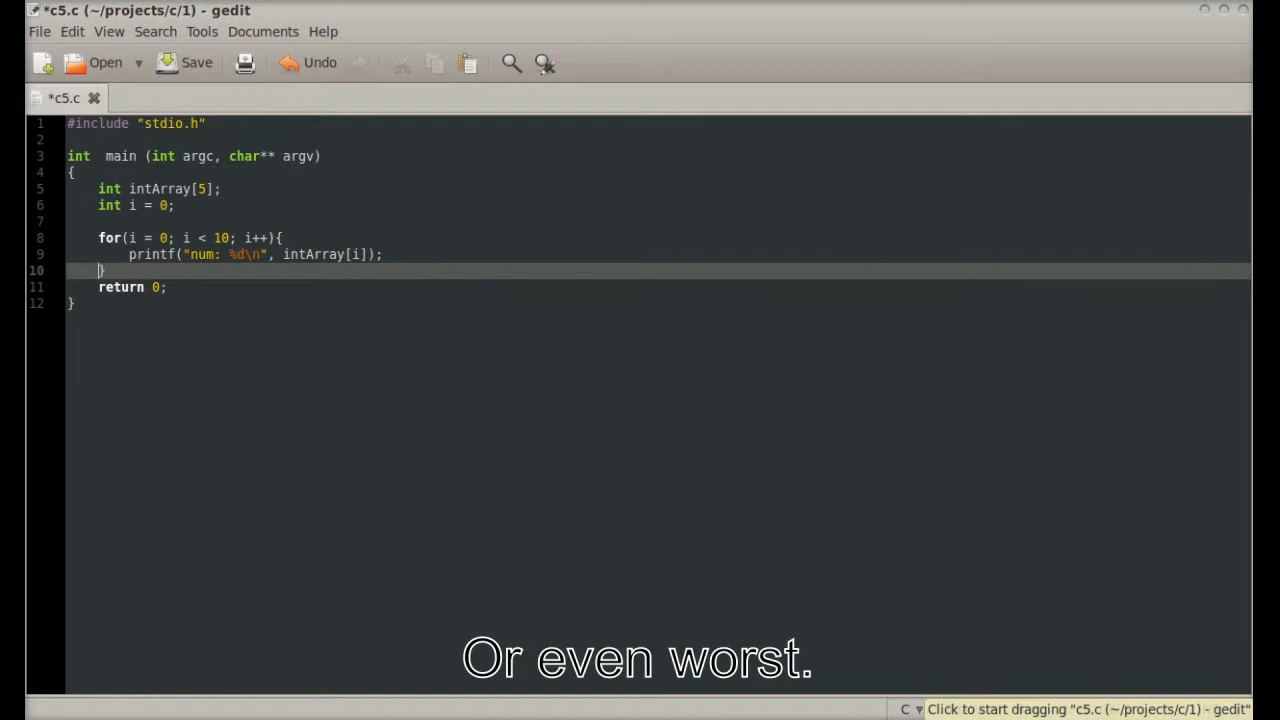 *c5.c (~/projects/c/1) - gedit
File Edit View Search Tools Documents Help
Open Save Undo
*c5.c
1 #include "stdio.h"
2
3 int  main (int argc, char** argv)
4 {
5     int intArray[5];
6     int i = 0;
7
8     for(i = 0; i < 10; i++){
9         printf("num: %d\n", intArray[i]);
10     }
11     return 0;
12 }
Or even worst.
C Click to start dragging "c5.c (~/projects/c/1) - gedit"